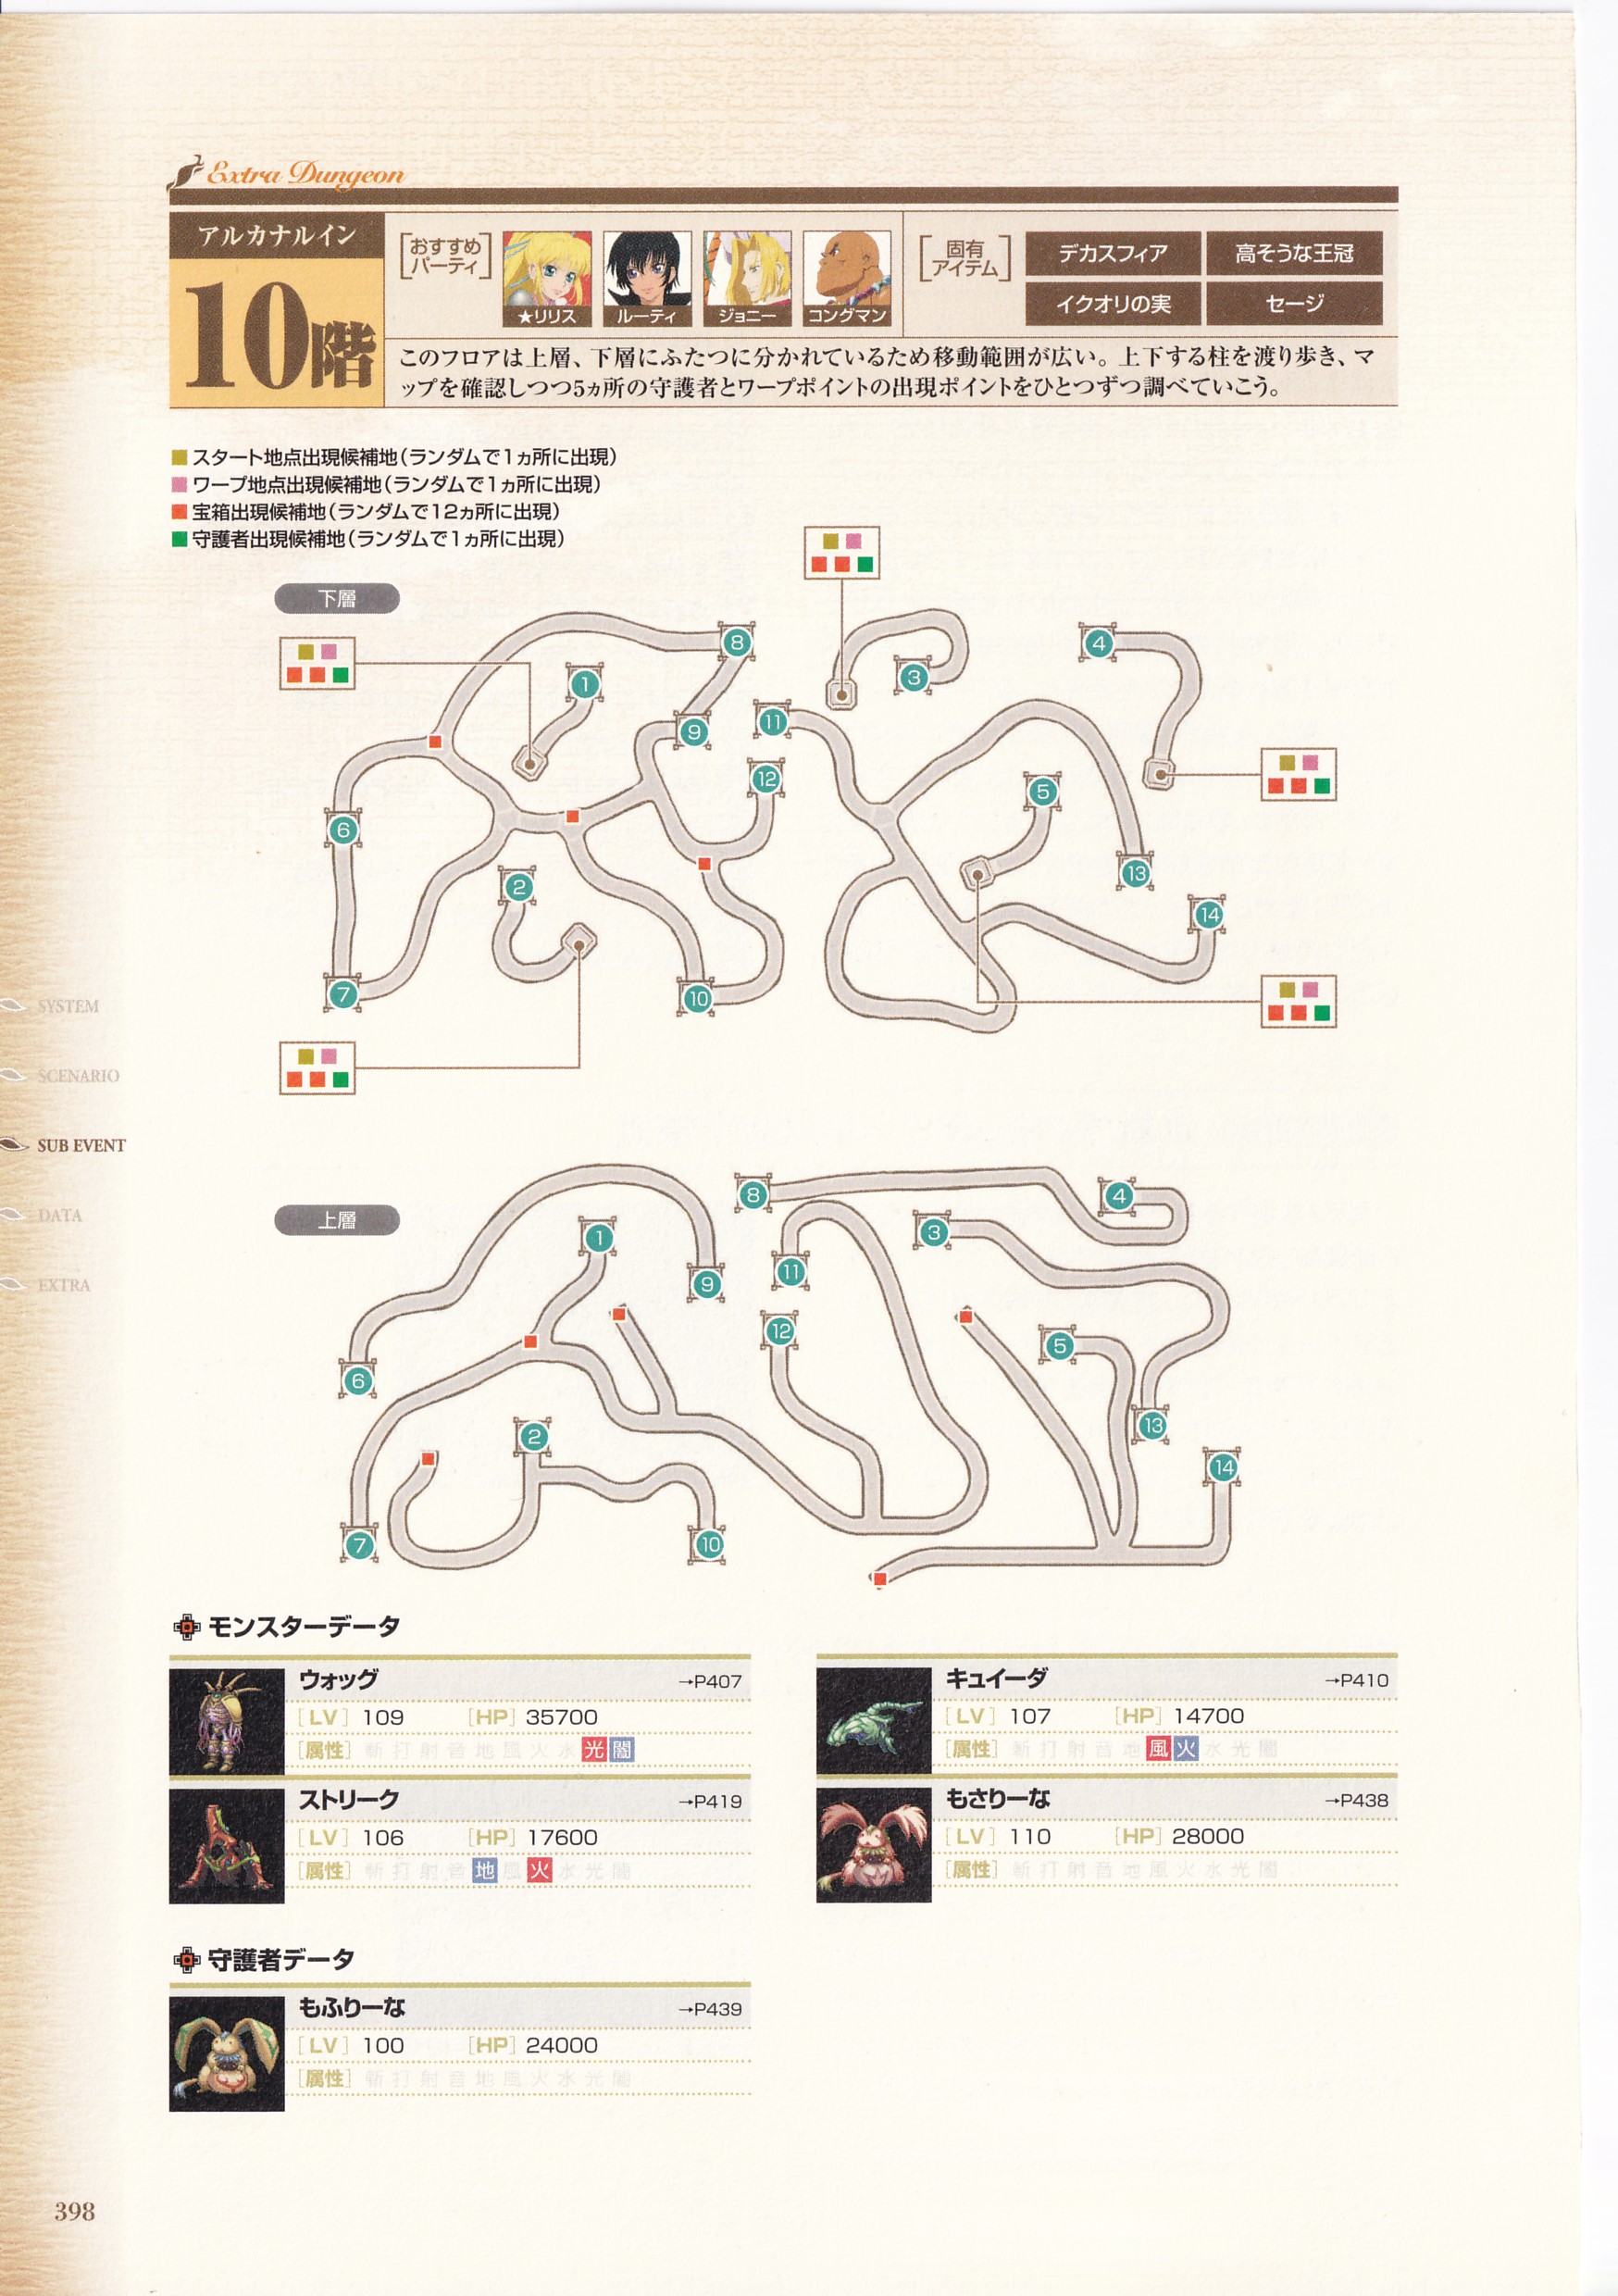 Extra Dungeon
アルカナルイン
10階
おすすめ
パーティ
★リリス
ルーティ
ジョニー
コングマン
固有
アイテム
デカスフィア
高そうな王冠
イクオリの実
セージ
このフロアは上層、下層にふたつに分かれているため移動範囲が広い。上下する柱を渡り歩き、マ
ップを確認しつつ5ヵ所の守護者とワープポイントの出現ポイントをひとつずつ調べていこう。
スタート地点出現候補地(ランダムで1ヵ所に出現)
ワープ地点出現候補地(ランダムで1ヵ所に出現)
宝箱出現候補地(ランダムで12ヵ所に出現)
守護者出現候補地(ランダムで1ヵ所に出現)
下層
8
1
3
4
9
11
12
5
6
2
13
14
7
10
SYSTEM
SCENARIO
SUB EVENT
DATA
EXTRA
上層
8
4
1
3
9
11
12
5
6
2
13
14
7
10
モンスターデータ
ウォッグ
→P407
[LV] 109 [HP] 35700
[属性] 斬 打 射 音 地 風 火 水 光 闇
キュイーダ
→P410
[LV] 107 [HP] 14700
[属性] 斬 打 射 音 地 風 火 水 光 闇
ストリーク
→P419
[LV] 106 [HP] 17600
[属性] 斬 打 射 音 地 風 火 水 光 闇
もさりーな
→P438
[LV] 110 [HP] 28000
[属性] 斬 打 射 音 地 風 火 水 光 闇
守護者データ
もふりーな
→P439
[LV] 100 [HP] 24000
[属性] 斬 打 射 音 地 風 火 水 光 闇
398